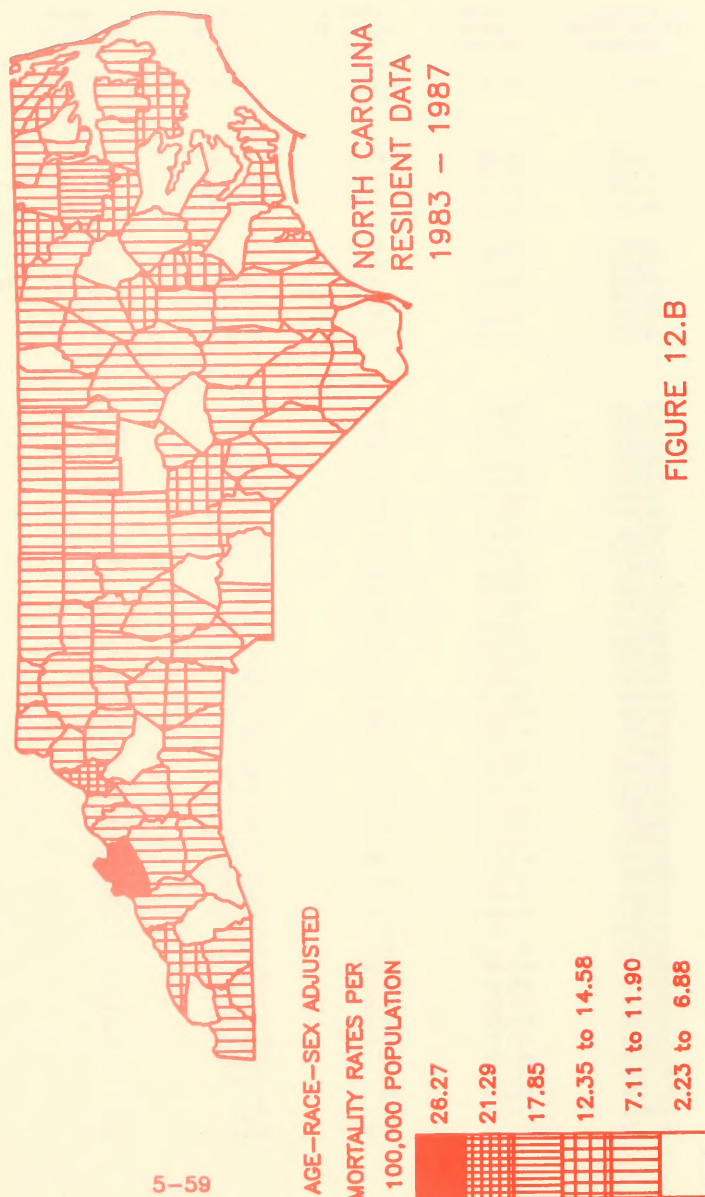 NORTH CAROLINA
RESIDENT DATA
1983 – 1987
AGE–RACE–SEX ADJUSTED
MORTALITY RATES PER
100,000 POPULATION
26.27
21.29
17.85
12.35 to 14.58
7.11 to 11.90
2.23 to 6.88
FIGURE 12.B
5–59